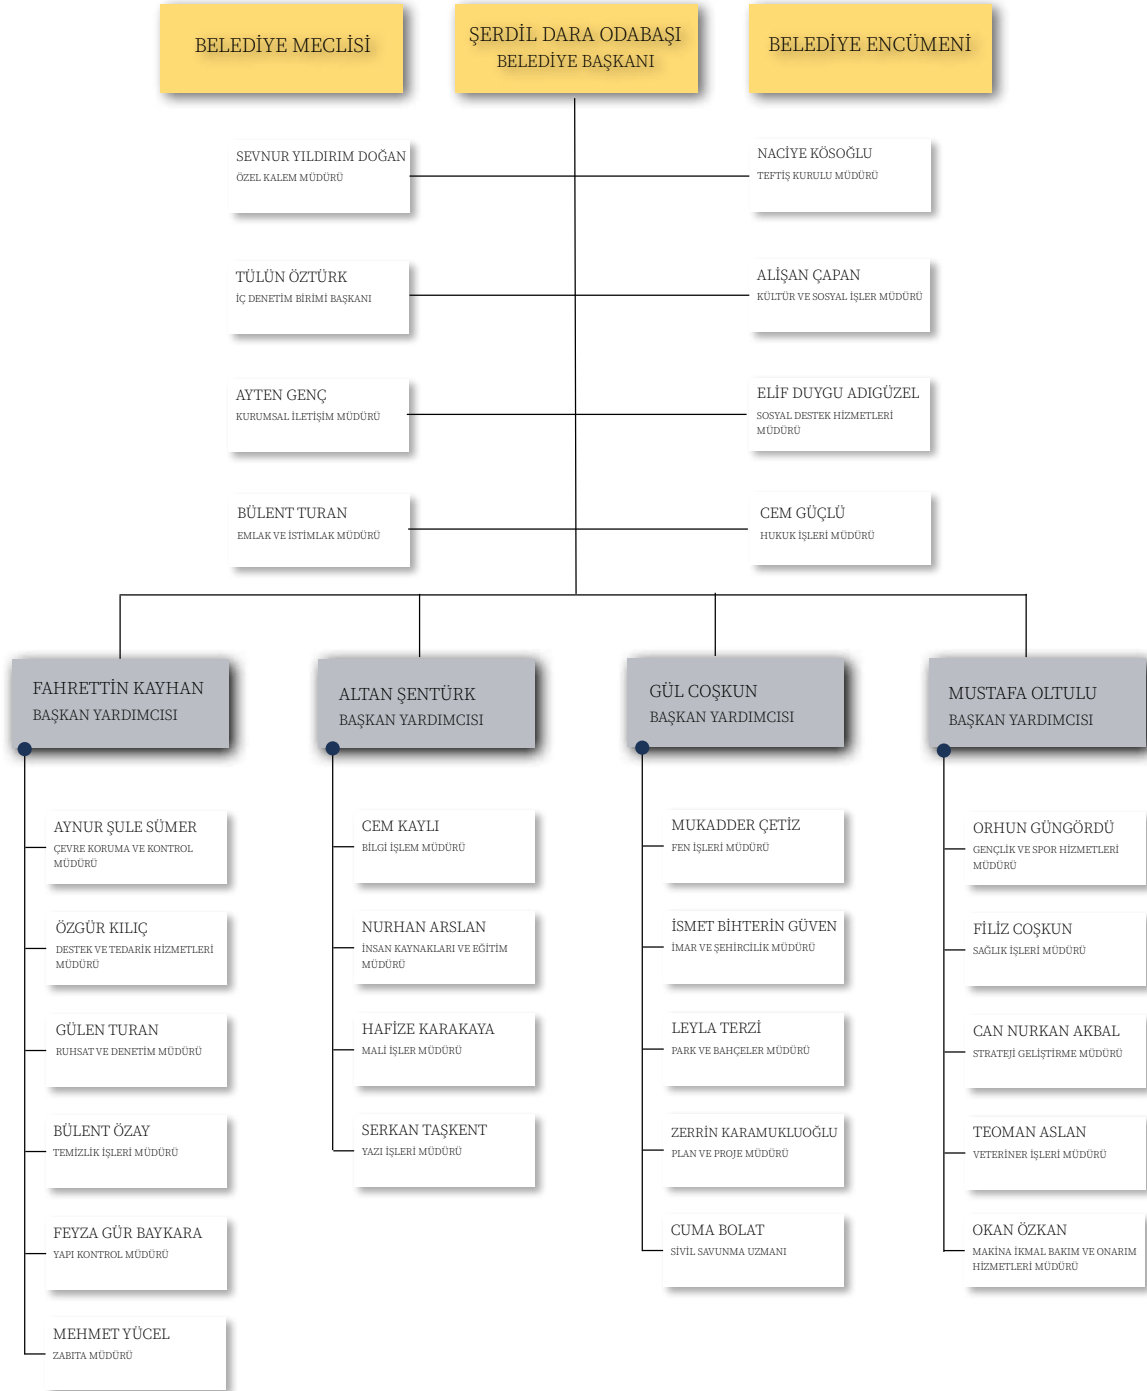 BELEDİYE MECLİSİ
ŞERDİL DARA ODABAŞI
BELEDİYE BAŞKANI
BELEDİYE ENCÜMENİ
SEVNUR YILDIRIM DOĞAN
ÖZEL KALEM MÜDÜRÜ
NACİYE KÖSOĞLU
TEFTİŞ KURULU MÜDÜRÜ
TÜLÜN ÖZTÜRK
İÇ DENETİM BİRİMİ BAŞKANI
ALİŞAN ÇAPAN
KÜLTÜR VE SOSYAL İŞLER MÜDÜRÜ
AYTEN GENÇ
KURUMSAL İLETİŞİM MÜDÜRÜ
ELİF DUYGU ADIGÜZEL
SOSYAL DESTEK HİZMETLERİ
MÜDÜRÜ
BÜLENT TURAN
EMLAK VE İSTİMLAK MÜDÜRÜ
CEM GÜÇLÜ
HUKUK İŞLERİ MÜDÜRÜ
FAHRETTİN KAYHAN
BAŞKAN YARDIMCISI
AYNUR ŞULE SÜMER
ÇEVRE KORUMA VE KONTROL
MÜDÜRÜ
ÖZGÜR KILIÇ
DESTEK VE TEDARİK HİZMETLERİ
MÜDÜRÜ
GÜLEN TURAN
RUHSAT VE DENETİM MÜDÜRÜ
BÜLENT ÖZAY
TEMİZLİK İŞLERİ MÜDÜRÜ
FEYZA GÜR BAYKARA
YAPI KONTROL MÜDÜRÜ
MEHMET YÜCEL
ZABITA MÜDÜRÜ
ALTAN ŞENTÜRK
BAŞKAN YARDIMCISI
CEM KAYLI
BİLGİ İŞLEM MÜDÜRÜ
NURHAN ARSLAN
İNSAN KAYNAKLARI VE EĞİTİM
MÜDÜRÜ
HAFİZE KARAKAYA
MALİ İŞLER MÜDÜRÜ
SERKAN TAŞKENT
YAZI İŞLERİ MÜDÜRÜ
GÜL COŞKUN
BAŞKAN YARDIMCISI
MUKADDER ÇETİZ
FEN İŞLERİ MÜDÜRÜ
İSMET BİHTERİN GÜVEN
İMAR VE ŞEHİRCİLİK MÜDÜRÜ
LEYLA TERZİ
PARK VE BAHÇELER MÜDÜRÜ
ZERRİN KARAMUKLUOĞLU
PLAN VE PROJE MÜDÜRÜ
CUMA BOLAT
SİVİL SAVUNMA UZMANI
MUSTAFA OLTULU
BAŞKAN YARDIMCISI
ORHUN GÜNGÖRDÜ
GENÇLİK VE SPOR HİZMETLERİ
MÜDÜRÜ
FİLİZ COŞKUN
SAĞLIK İŞLERİ MÜDÜRÜ
CAN NURKAN AKBAL
STRATEJİ GELİŞTİRME MÜDÜRÜ
TEOMAN ASLAN
VETERİNER İŞLERİ MÜDÜRÜ
OKAN ÖZKAN
MAKİNA İKMAL BAKIM VE ONARIM
HİZMETLERİ MÜDÜRÜ